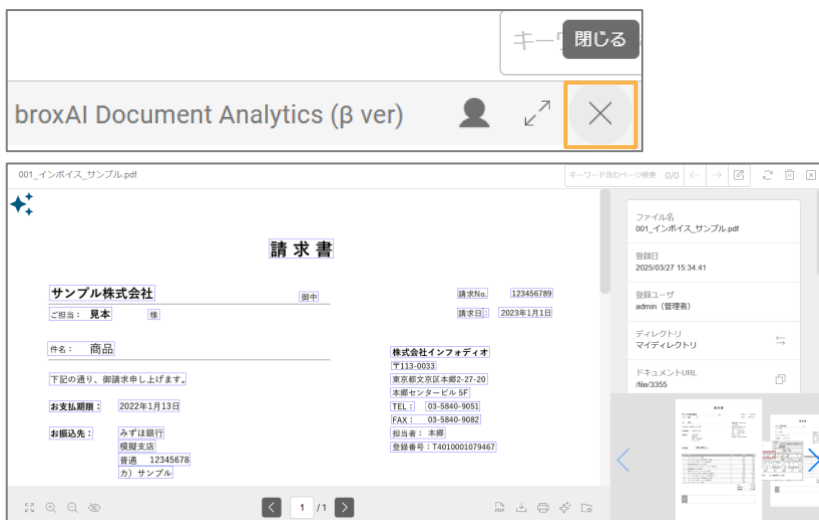 キーワ
閉じる
broxAI Document Analytics (β ver)
001_インボイス_サンプル.pdf
キーワード含むページ検索 0/0
請求書
サンプル株式会社 御中
ご担当： 見本 様
件名： 商品
下記の通り、御請求申し上げます。
お支払期限： 2022年1月13日
お振込先： みずほ銀行
模擬支店
普通 12345678
カ）サンプル
請求No. 123456789
請求日: 2023年1月1日
株式会社インフォディオ
〒113-0033
東京都文京区本郷2-27-20
本郷センタービル 5F
TEL： 03-5840-9051
FAX： 03-5840-9082
担当者： 本郷
登録番号：T4010001079467
ファイル名
001_インボイス_サンプル.pdf
登録日
2025/03/27 15:34:41
登録ユーザ
admin（管理者）
ディレクトリ
マイディレクトリ
ドキュメントURL
/file/3355
1 /1
PDF